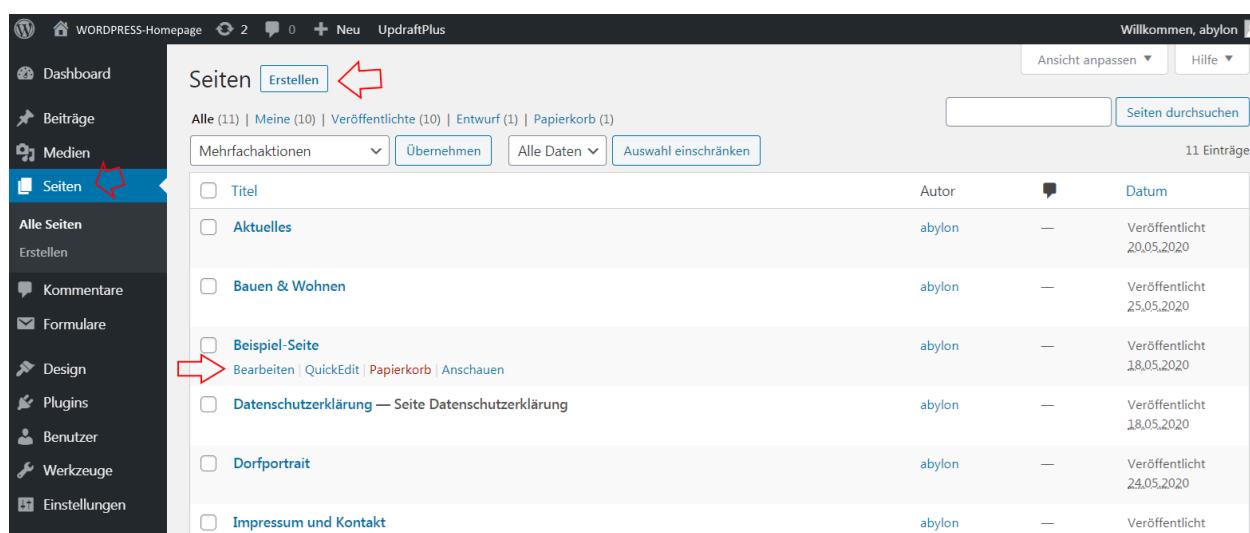 WORDPRESS-Homepage 2 0 Neu UpdraftPlus Willkommen, abylon
Dashboard
Beiträge
Medien
Seiten
Alle Seiten
Erstellen
Kommentare
Formulare
Design
Plugins
Benutzer
Werkzeuge
Einstellungen
Ansicht anpassen ▼ Hilfe ▼
Seiten Erstellen
Alle (11) | Meine (10) | Veröffentlichte (10) | Entwurf (1) | Papierkorb (1)
Seiten durchsuchen
Mehrfachaktionen Übernehmen Alle Daten Auswahl einschränken 11 Einträge
Titel Autor Datum
Aktuelles abylon — Veröffentlicht
20.05.2020
Bauen & Wohnen abylon — Veröffentlicht
25.05.2020
Beispiel-Seite abylon — Veröffentlicht
Bearbeiten | QuickEdit | Papierkorb | Anschauen 18.05.2020
Datenschutzerklärung — Seite Datenschutzerklärung abylon — Veröffentlicht
18.05.2020
Dorfportrait abylon — Veröffentlicht
24.05.2020
Impressum und Kontakt abylon — Veröffentlicht